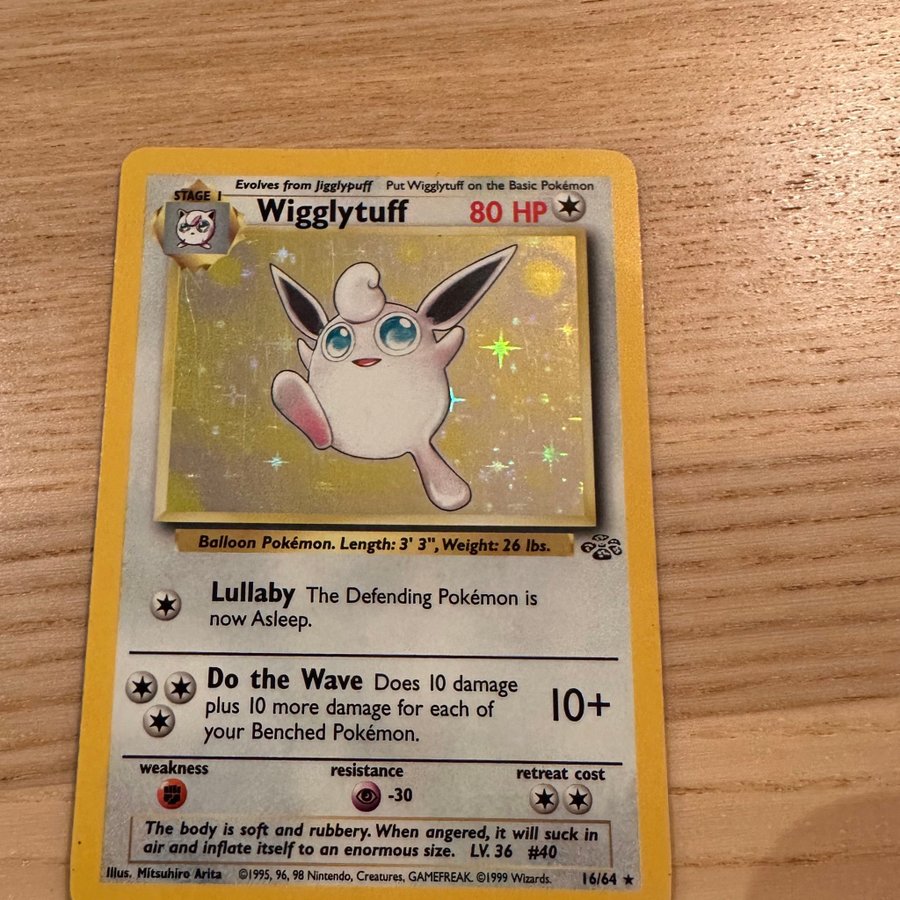 Evolves from Jigglypuff Put Wigglytuff on the Basic Pokémon
STAGE 1
Wigglytuff 80 HP
Balloon Pokémon. Length: 3' 3", Weight: 26 lbs.
Lullaby The Defending Pokémon is
now Asleep.
Do the Wave Does 10 damage
plus 10 more damage for each of
your Benched Pokémon.
10+
weakness resistance retreat cost
-30
The body is soft and rubbery. When angered, it will suck in
air and inflate itself to an enormous size. LV. 36 #40
Illus. Mitsuhiro Arita ©1995, 96, 98 Nintendo, Creatures, GAMEFREAK. ©1999 Wizards. 16/64 ★